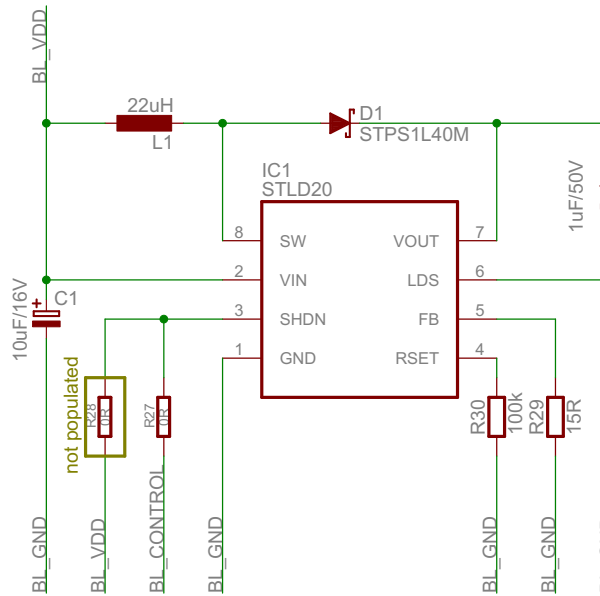 BL_VDD
22uH
L1
D1
STPS1L40M
IC1
STLD20
1uF/50V
8
SW
VOUT
7
2
VIN
LDS
6
3
SHDN
FB
5
1
GND
RSET
4
10uF/16V
+
C1
not populated
R28
0R
R27
0R
R30
100k
R29
15R
BL_GND
BL_VDD
BL_CONTROL
BL_GND
BL_GND
BL_GND